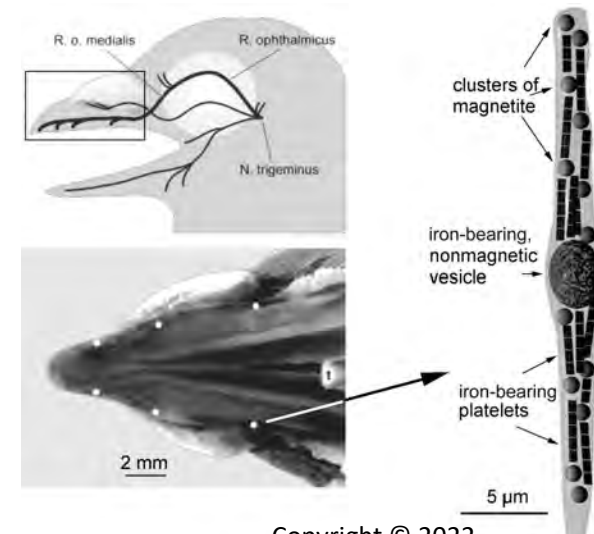 R. o. medialis
R. ophthalmicus
N. trigeminus
clusters of
magnetite
iron-bearing,
nonmagnetic
vesicle
iron-bearing
platelets
t
2 mm
5 µm
Copyright © 2022